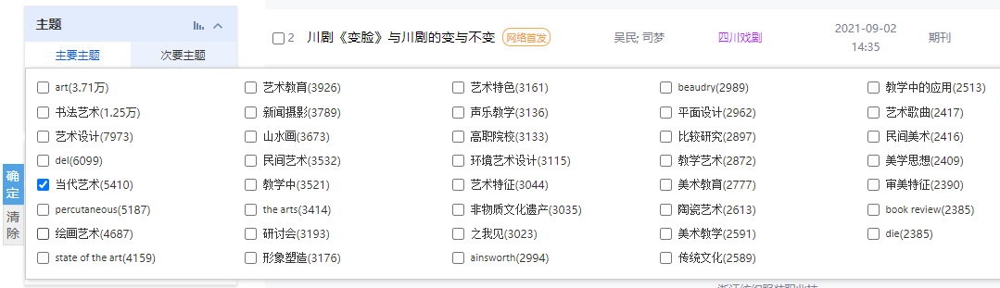 主题
主要主题 次要主题
2 川剧《变脸》与川剧的变与不变 网络首发 吴民; 司梦 四川戏剧 2021-09-02 14:35 期刊
art(3.71万) 艺术教育(3926) 艺术特色(3161) beaudry(2989) 教学中的应用(2513)
书法艺术(1.25万) 新闻摄影(3789) 声乐教学(3136) 平面设计(2962) 艺术歌曲(2417)
艺术设计(7973) 山水画(3673) 高职院校(3133) 比较研究(2897) 民间美术(2416)
del(6099) 民间艺术(3532) 环境艺术设计(3115) 教学艺术(2872) 美学思想(2409)
当代艺术(5410) 教学中(3521) 艺术特征(3044) 美术教育(2777) 审美特征(2390)
percutaneous(5187) the arts(3414) 非物质文化遗产(3035) 陶瓷艺术(2613) book review(2385)
绘画艺术(4687) 研讨会(3193) 之我见(3023) 美术教学(2591) die(2385)
state of the art(4159) 形象塑造(3176) ainsworth(2994) 传统文化(2589)
确定
清除